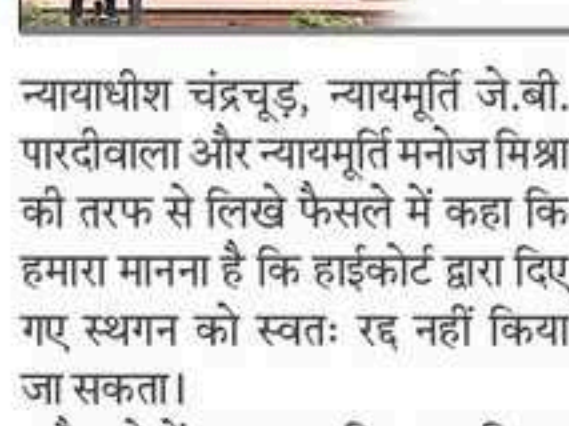 न्यायाधीश चंद्रचूड़, न्यायमूर्ति जे.बी.
पारदीवाला और न्यायमूर्ति मनोज मिश्रा
की तरफ से लिखे फैसले में कहा कि
हमारा मानना है कि हाईकोर्ट द्वारा दिए
गए स्थगन को स्वतः रद्द नहीं किया
जा सकता।